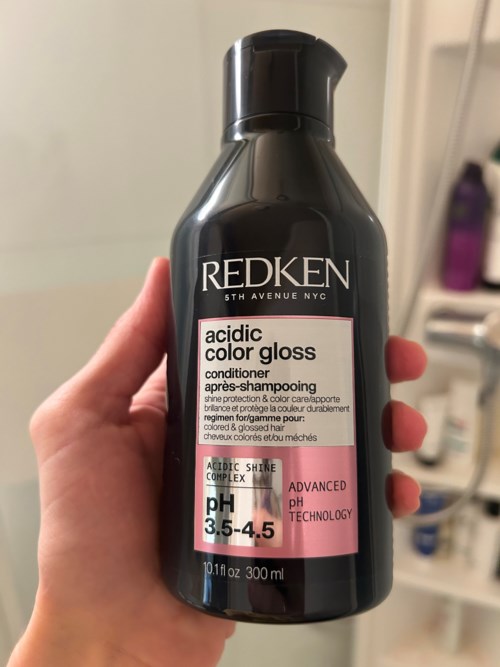 REDKEN
5TH AVENUE NYC
acidic
color gloss
conditioner
après-shampooing
shine protection & color care/apporte
brillance et protège la couleur durablement
regimen for/gamme pour:
colored & glossed hair
cheveux colorés et/ou méchés
ACIDIC SHINE
COMPLEX
pH
3.5-4.5
ADVANCED
pH
TECHNOLOGY
10.1 fl oz 300 ml